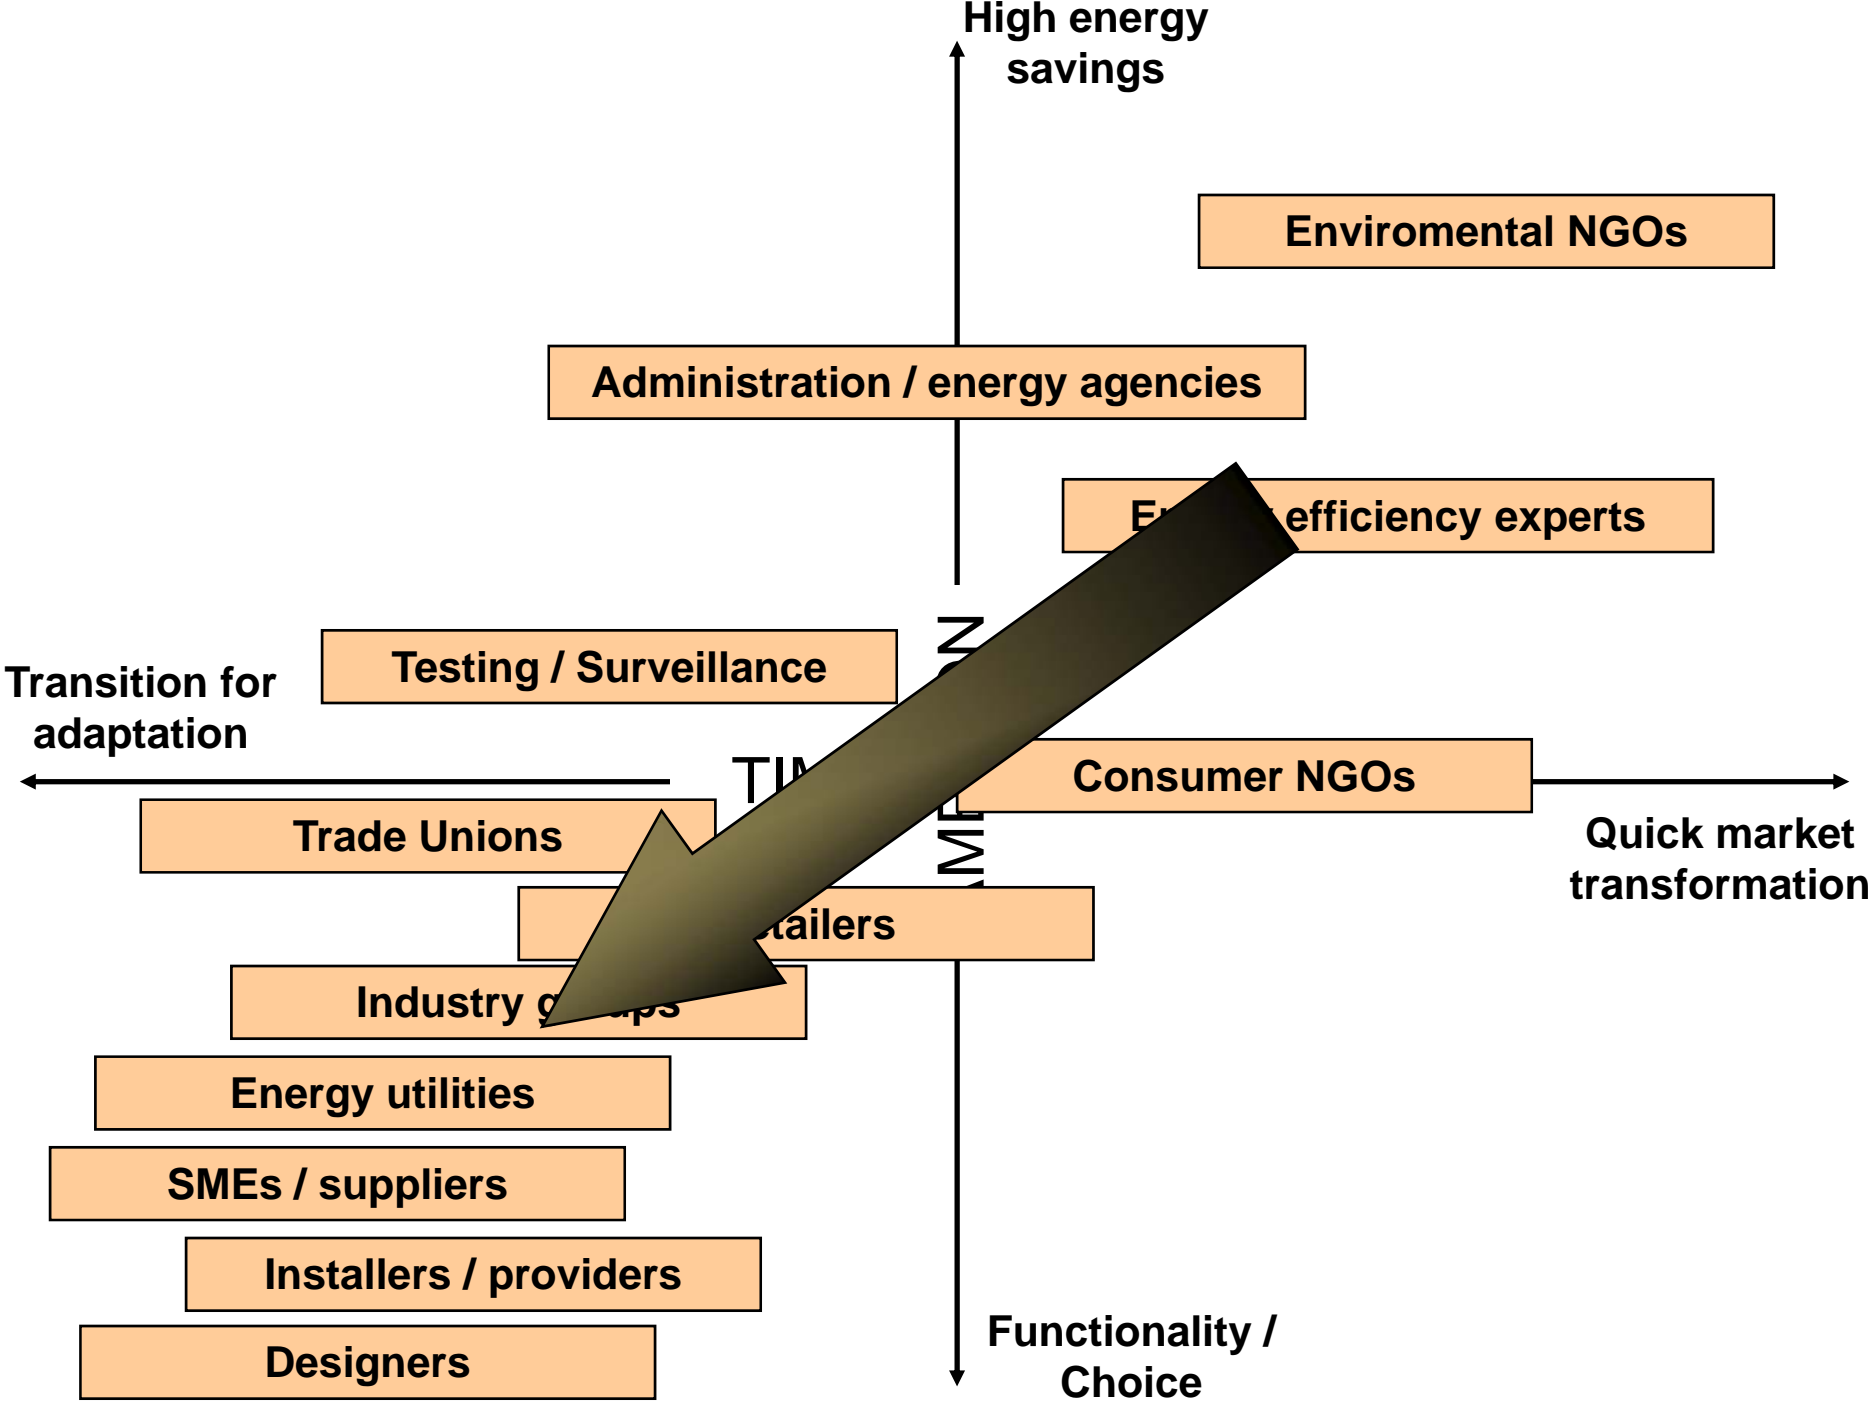 High energy
savings
Enviromental NGOs
Administration / energy agencies
efficiency experts
Testing / Surveillance
Transition for
adaptation
Consumer NGOs
Trade Unions
Quick market
transformation
Industry
Energy utilities
SMEs / suppliers
Installers / providers
Designers
Functionality /
Choice